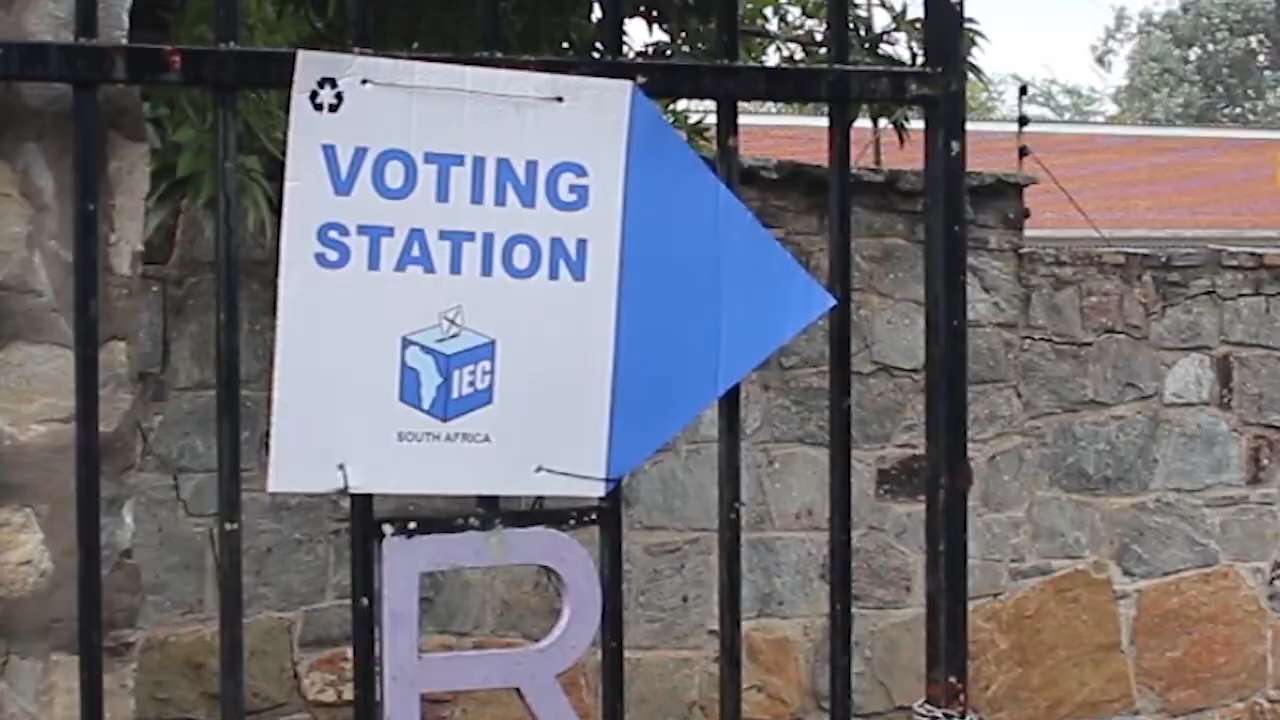 VOTING
STATION
IEC
SOUTH AFRICA
R